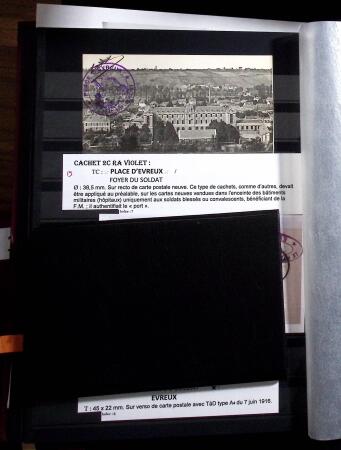 CACHET 2C RA VIOLET :
TC : - PLACE D'EVREUX - /
FOYER DU SOLDAT
Ø : 38,5 mm. Sur recto de carte postale neuve. Ce type de cachets, comme d'autres, devait
être appliqué au préalable, sur les cartes neuves vendues dans l'enceinte des bâtiments
militaires (hôpitaux) uniquement aux soldats blessés ou convalescents, bénéficiant de la
F.M. ; il authentifiait le « port ».
Indice : 7
EVREUX
T : 45 x 22 mm. Sur verso de carte postale avec TàD type A4 du 7 juin 1916.